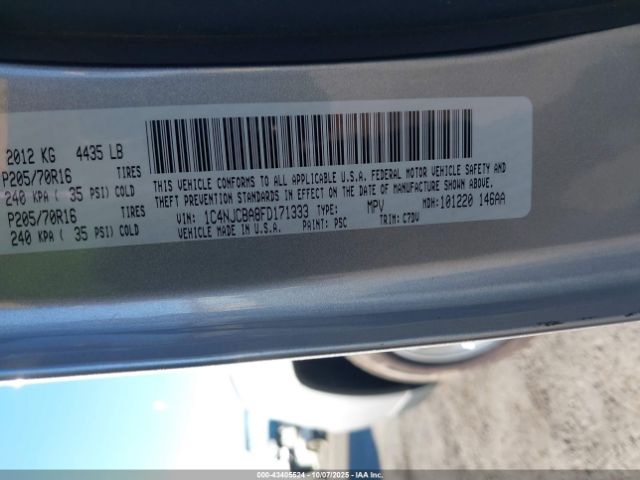 2012 KG 4435 LB
P205/70R16 TIRES
240 KPA ( 35 PSI) COLD
P205/70R16 TIRES
240 KPA ( 35 PSI) COLD
THIS VEHICLE CONFORMS TO ALL APPLICABLE U.S.A. FEDERAL MOTOR VEHICLE SAFETY AND
THEFT PREVENTION STANDARDS IN EFFECT ON THE DATE OF MANUFACTURE SHOWN ABOVE.
VIN: 1C4NJCBA8FD171333 TYPE: MPV MDH: 101220 146AA
VEHICLE MADE IN U.S.A. PAINT: PSC TRIM: C7DV
000-43405524 | 10/07/2025 | IAA Inc.